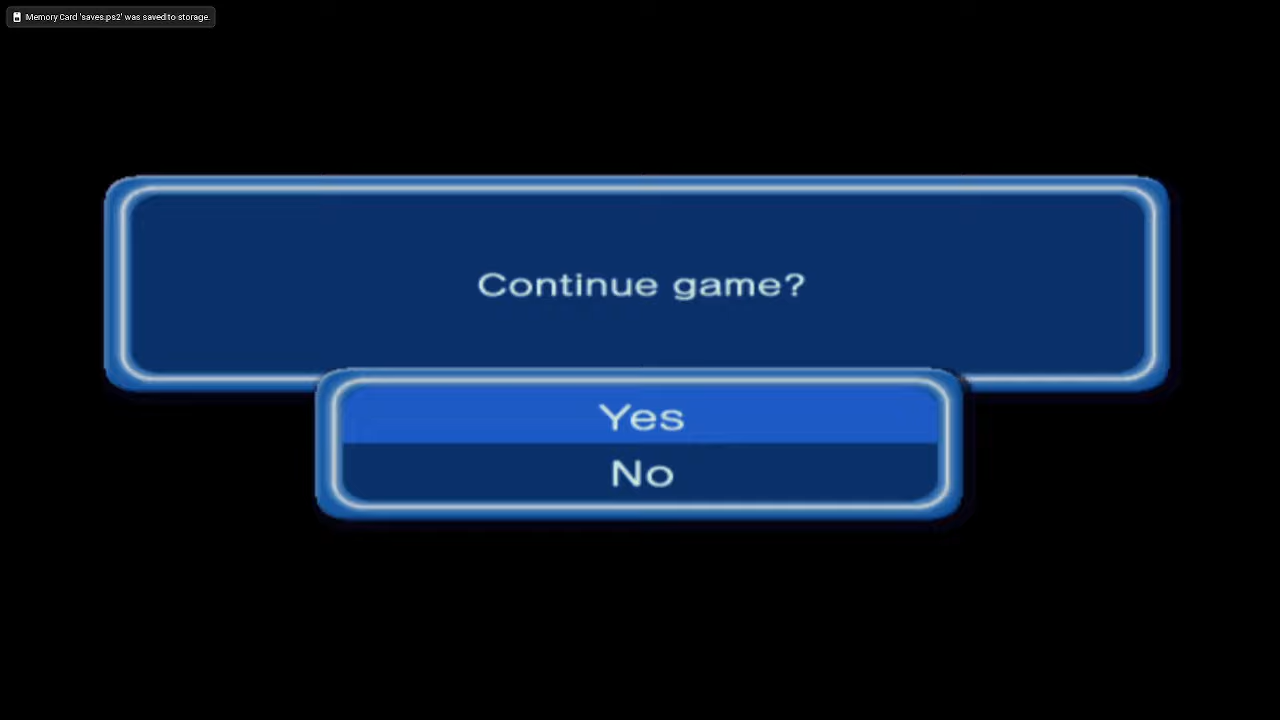 Memory Card 'saves.ps2' was saved to storage.
Continue game?
Yes
No